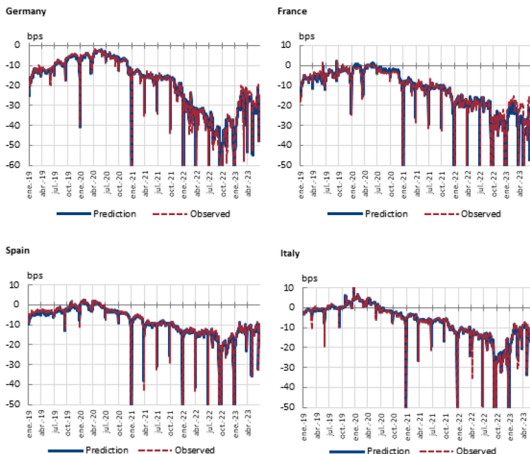 Germany
bps
0
-10
-20
-30
-40
-50
-60
ene.-19
abr.-19
jul.-19
oct.-19
ene.-20
abr.-20
jul.-20
oct.-20
ene.-21
abr.-21
jul.-21
oct.-21
ene.-22
abr.-22
jul.-22
oct.-22
ene.-23
abr.-23
Prediction
Observed
France
bps
10
0
-10
-20
-30
-40
-50
-60
ene.-19
abr.-19
jul.-19
oct.-19
ene.-20
abr.-20
jul.-20
oct.-20
ene.-21
abr.-21
jul.-21
oct.-21
ene.-22
abr.-22
jul.-22
oct.-22
ene.-23
abr.-23
Prediction
Observed
Spain
bps
10
0
-10
-20
-30
-40
-50
ene.-19
abr.-19
jul.-19
oct.-19
ene.-20
abr.-20
jul.-20
oct.-20
ene.-21
abr.-21
jul.-21
oct.-21
ene.-22
abr.-22
jul.-22
oct.-22
ene.-23
abr.-23
Prediction
Observed
Italy
bps
10
0
-10
-20
-30
-40
-50
ene.-19
abr.-19
jul.-19
oct.-19
ene.-20
abr.-20
jul.-20
oct.-20
ene.-21
abr.-21
jul.-21
oct.-21
ene.-22
abr.-22
jul.-22
oct.-22
ene.-23
abr.-23
Prediction
Observed